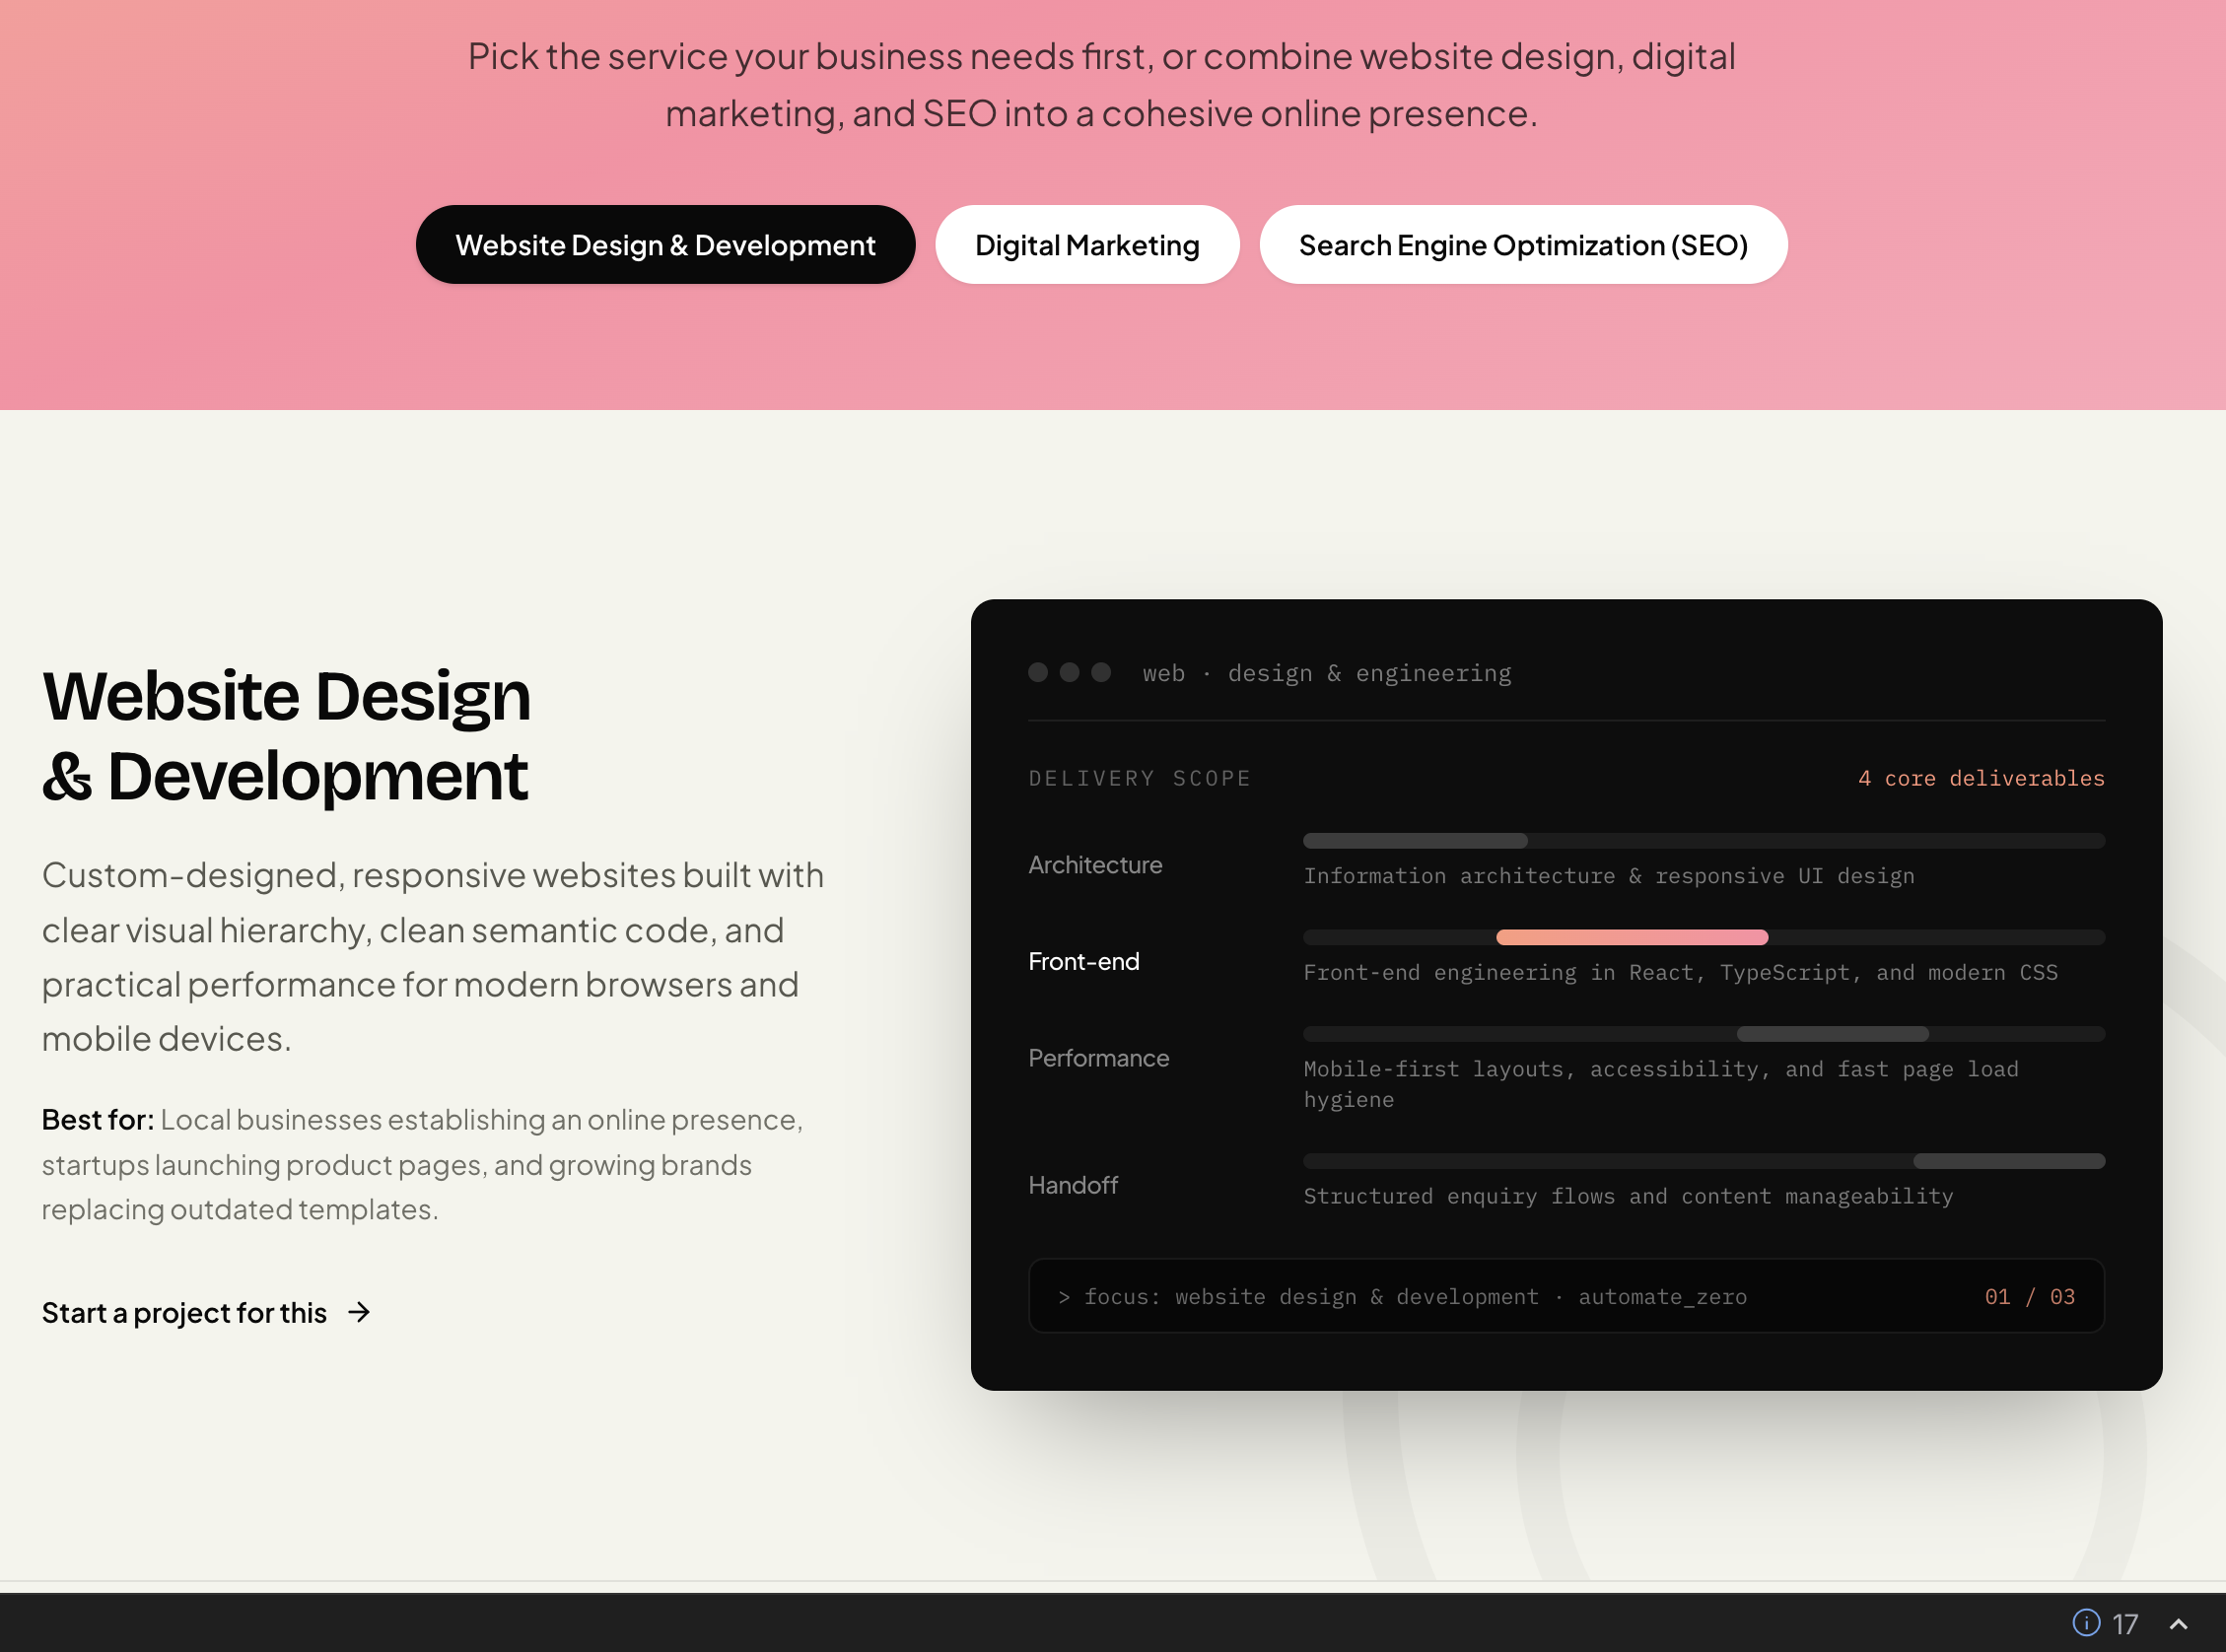 Pick the service your business needs first, or combine website design, digital
marketing, and SEO into a cohesive online presence.
Website Design & Development
Digital Marketing
Search Engine Optimization (SEO)
Website Design
& Development
Custom-designed, responsive websites built with
clear visual hierarchy, clean semantic code, and
practical performance for modern browsers and
mobile devices.
Best for: Local businesses establishing an online presence,
startups launching product pages, and growing brands
replacing outdated templates.
Start a project for this →
web · design & engineering
DELIVERY SCOPE
4 core deliverables
Architecture
Information architecture & responsive UI design
Front-end
Front-end engineering in React, TypeScript, and modern CSS
Performance
Mobile-first layouts, accessibility, and fast page load
hygiene
Handoff
Structured enquiry flows and content manageability
> focus: website design & development · automate_zero
01 / 03
17